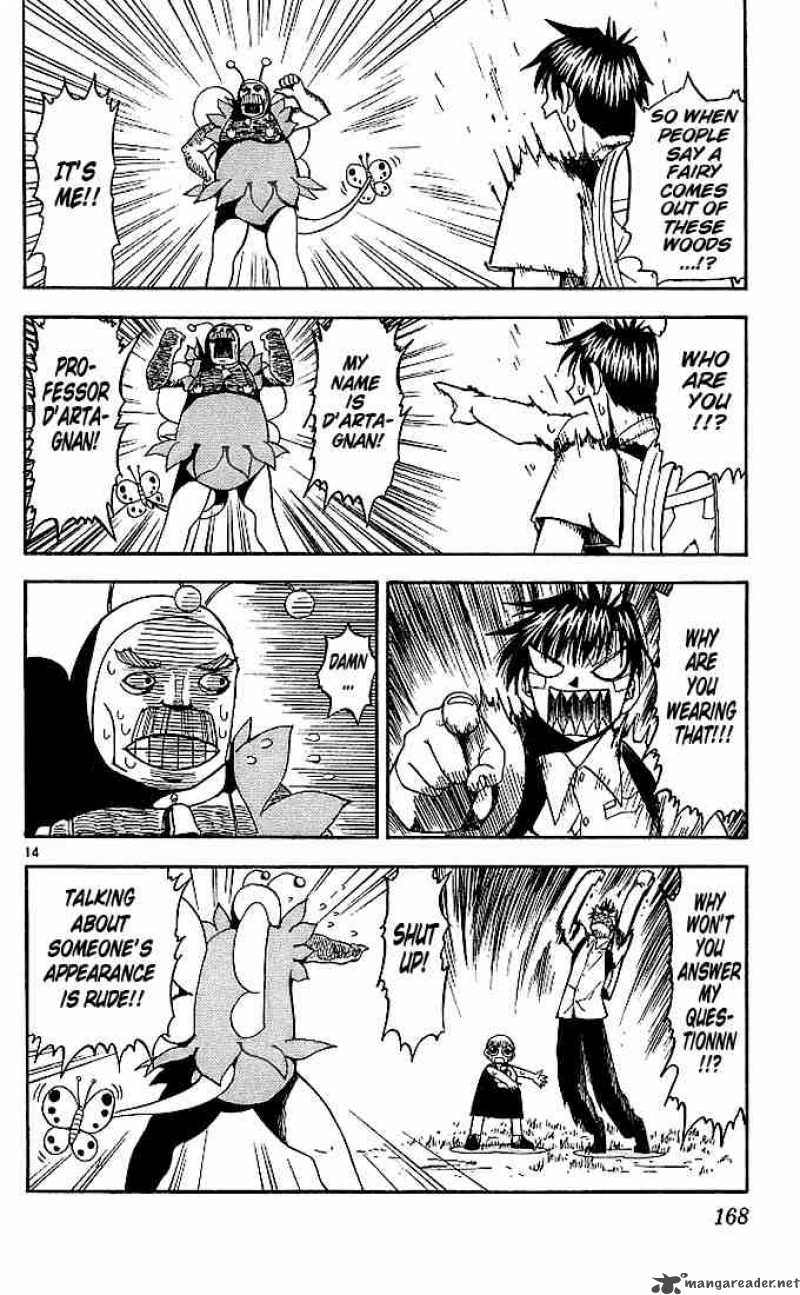 SO WHEN
PEOPLE
SAY A
FAIRY
COMES
OUT OF
THESE
WOODS
...!?
IT'S
ME!!
WHO
ARE
YOU
!!?
MY
NAME
IS
D'ARTA-
GNAN!
PRO-
FESSOR
D'ARTA-
GNAN!
WHY
ARE
YOU
WEARING
THAT!!!
DAMN
...
14
WHY
WON'T
YOU
ANSWER
MY
QUES-
TIONNN
!!?
SHUT
UP!
TALKING
ABOUT
SOMEONE'S
APPEARANCE
IS RUDE!!
168
mangareader.net